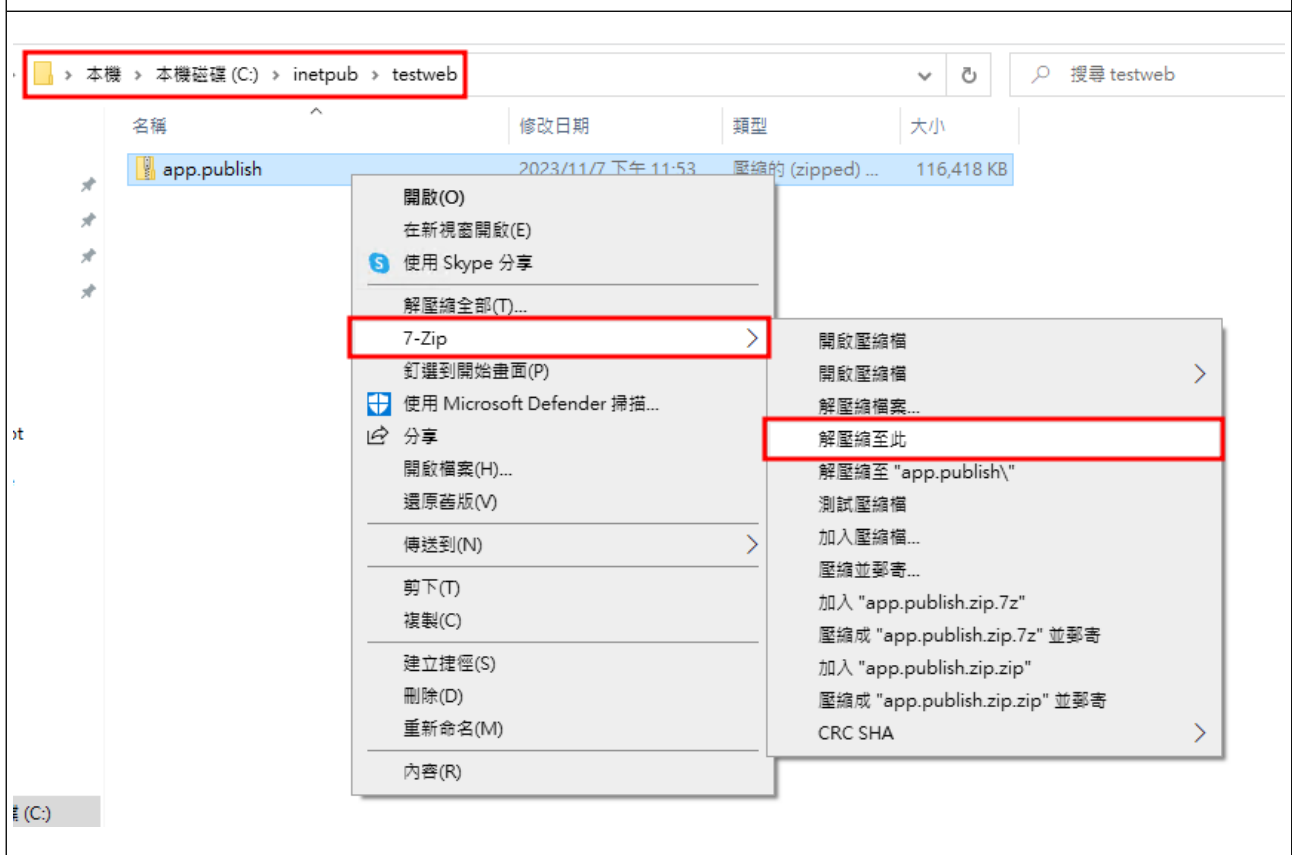 本機 › 本機磁碟 (C:) › inetpub › testweb
搜尋 testweb
名稱 修改日期 類型 大小
app.publish 2023/11/7 下午 11:53 壓縮的 (zipped) ... 116,418 KB
開啟(O)
在新視窗開啟(E)
使用 Skype 分享
解壓縮全部(T)...
7-Zip
釘選到開始畫面(P)
使用 Microsoft Defender 掃描...
分享
開啟檔案(H)...
還原舊版(V)
傳送到(N)
剪下(T)
複製(C)
建立捷徑(S)
刪除(D)
重新命名(M)
內容(R)
開啟壓縮檔
開啟壓縮檔
解壓縮檔案...
解壓縮至此
解壓縮至 "app.publish\"
測試壓縮檔
加入壓縮檔...
壓縮並郵寄...
加入 "app.publish.zip.7z"
壓縮成 "app.publish.zip.7z" 並郵寄
加入 "app.publish.zip.zip"
壓縮成 "app.publish.zip.zip" 並郵寄
CRC SHA
(C:)